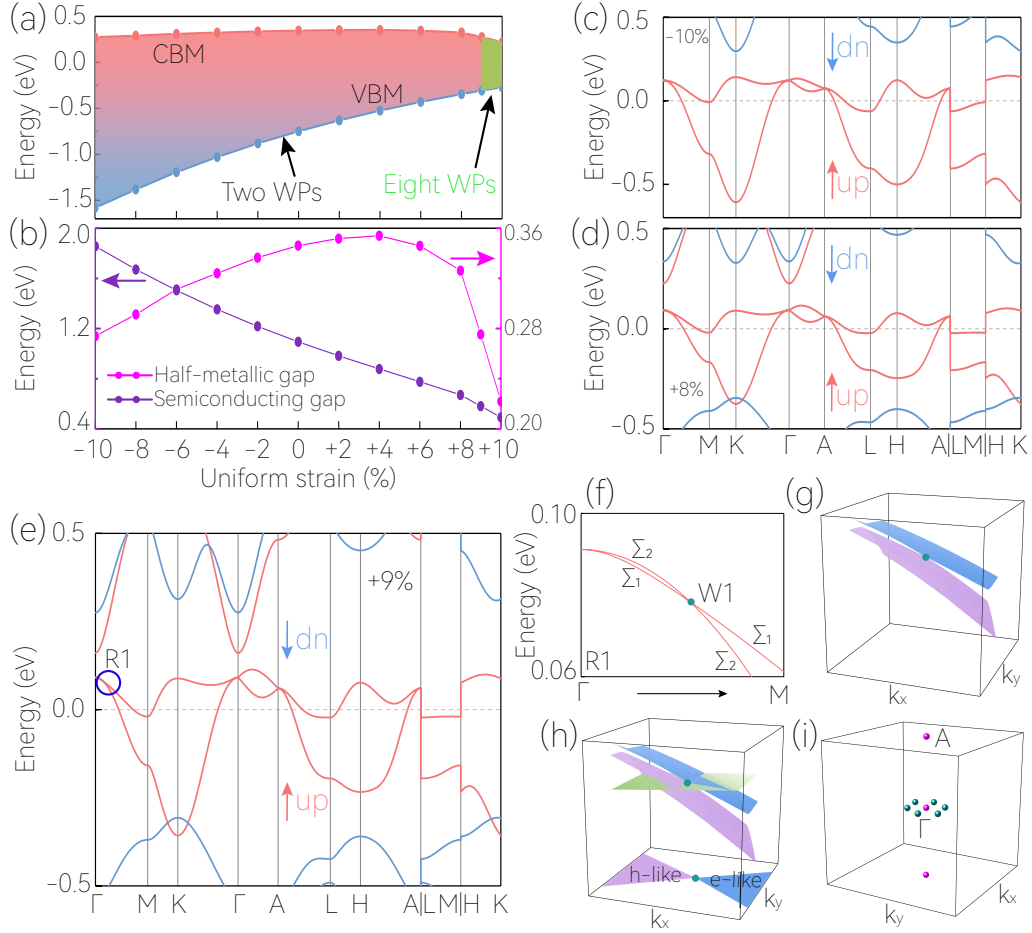 (a)
0.5
0.0
−0.5
−1.0
−1.5
Energy (eV)
CBM
VBM
Two WPs
Eight WPs
(b)
2.0
1.2
0.4
Energy (eV)
0.36
0.28
0.20
Half-metallic gap
Semiconducting gap
−10 −8 −6 −4 −2 0 +2 +4 +6 +8 +10
Uniform strain (%)
(c)
0.5
0.0
−0.5
Energy (eV)
−10%
dn
up
(d)
0.5
0.0
−0.5
Energy (eV)
dn
up
+8%
Γ M K Γ A L H A|LM|H K
(e)
0.5
0.0
−0.5
Energy (eV)
+9%
R1
dn
up
Γ M K Γ A L H A|LM|H K
(f)
0.10
0.06
Energy (eV)
Σ2
Σ1
W1
Σ1
Σ2
R1
Γ M
(g)
kx
ky
(h)
h-like
e-like
kx
ky
(i)
A
Γ
ky
kx